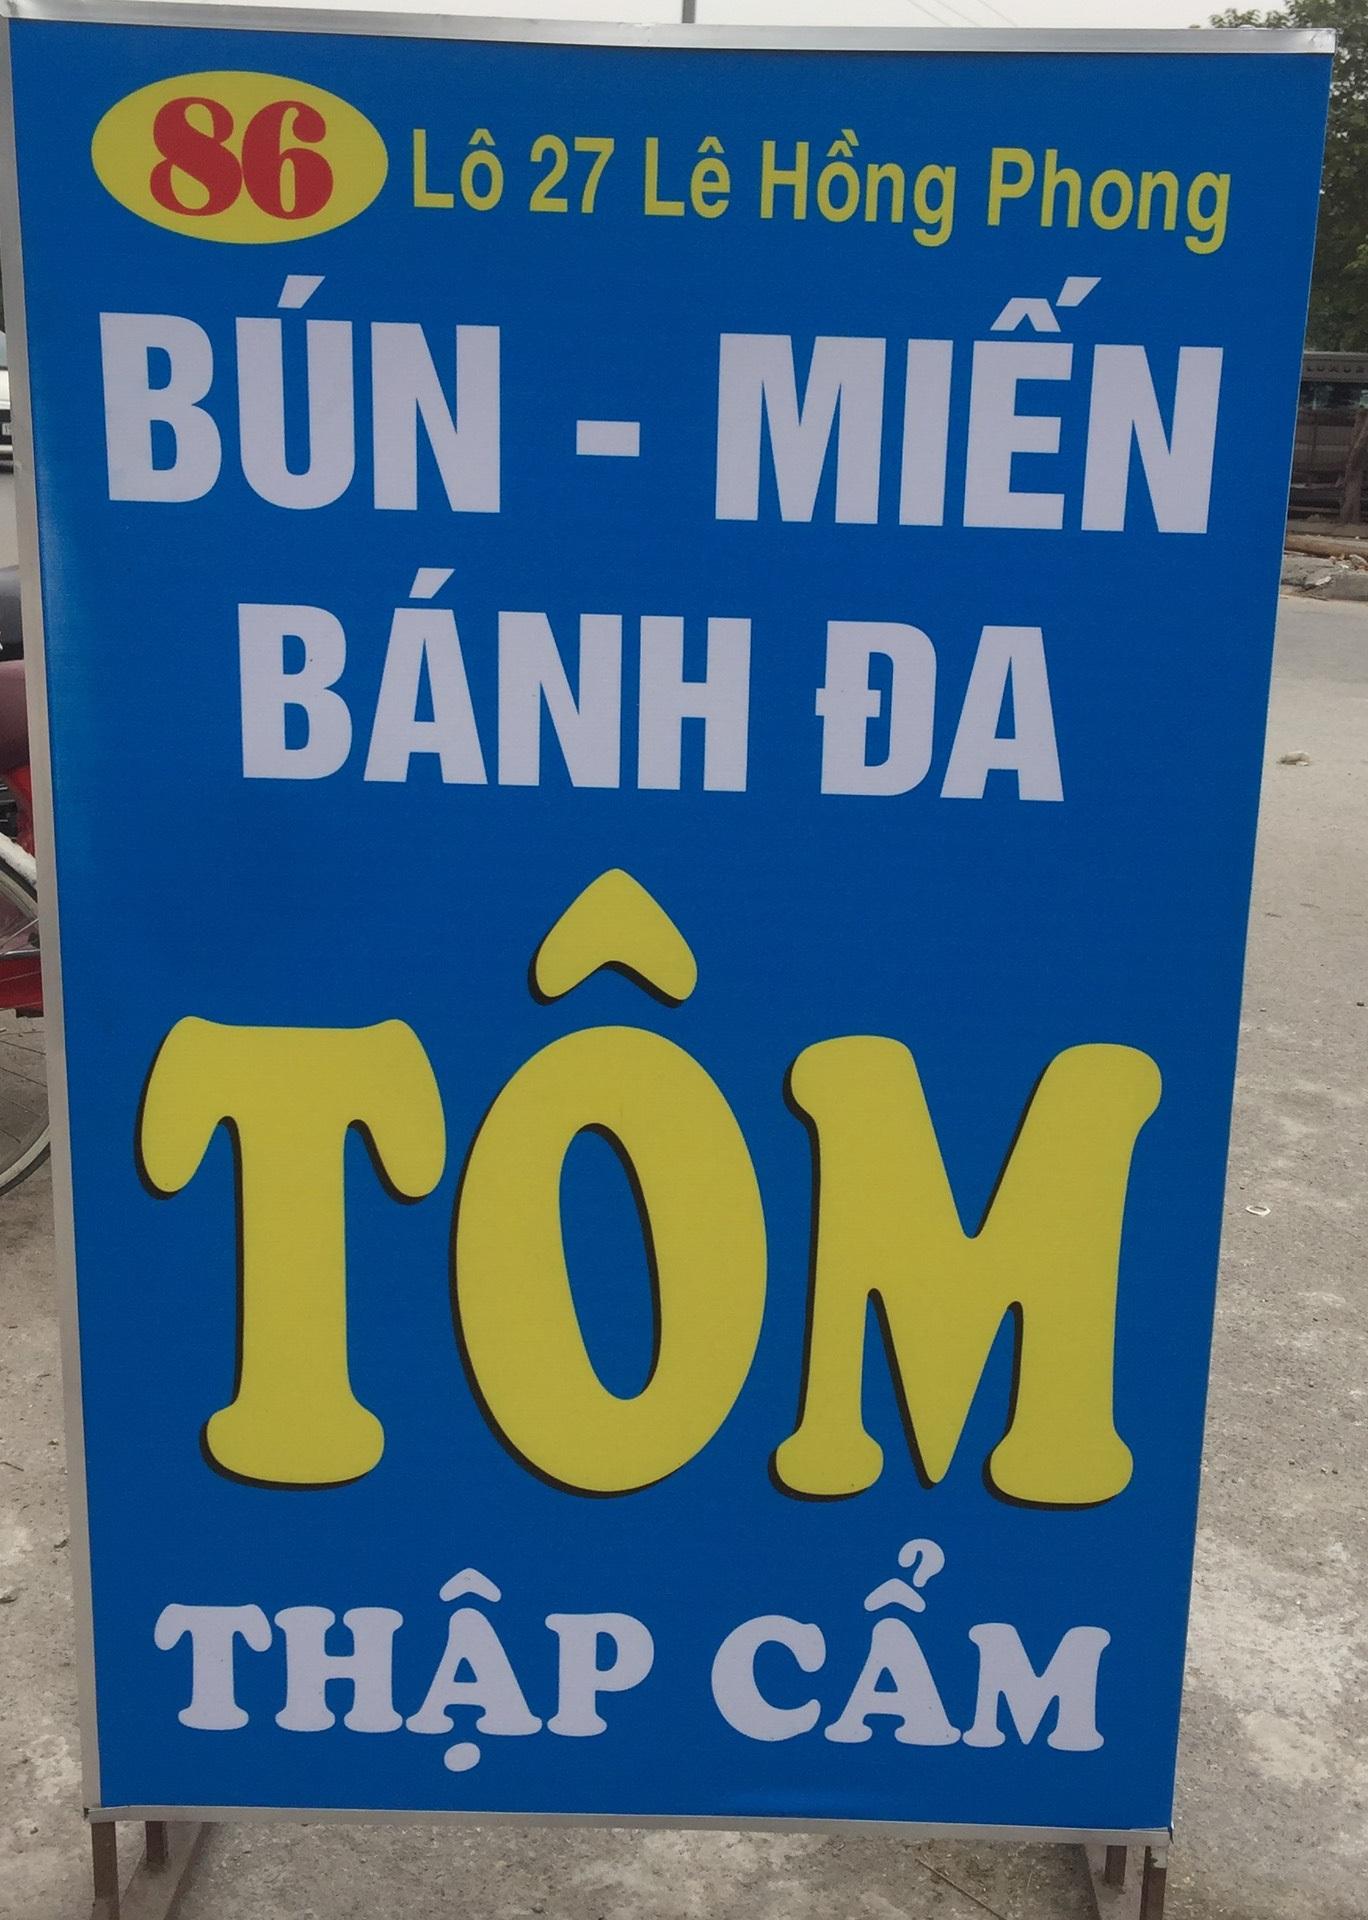 86 Lô 27 Lê Hồng Phong
BÚN - MIẾN
BÁNH ĐA
TÔM
THẬP CẨM